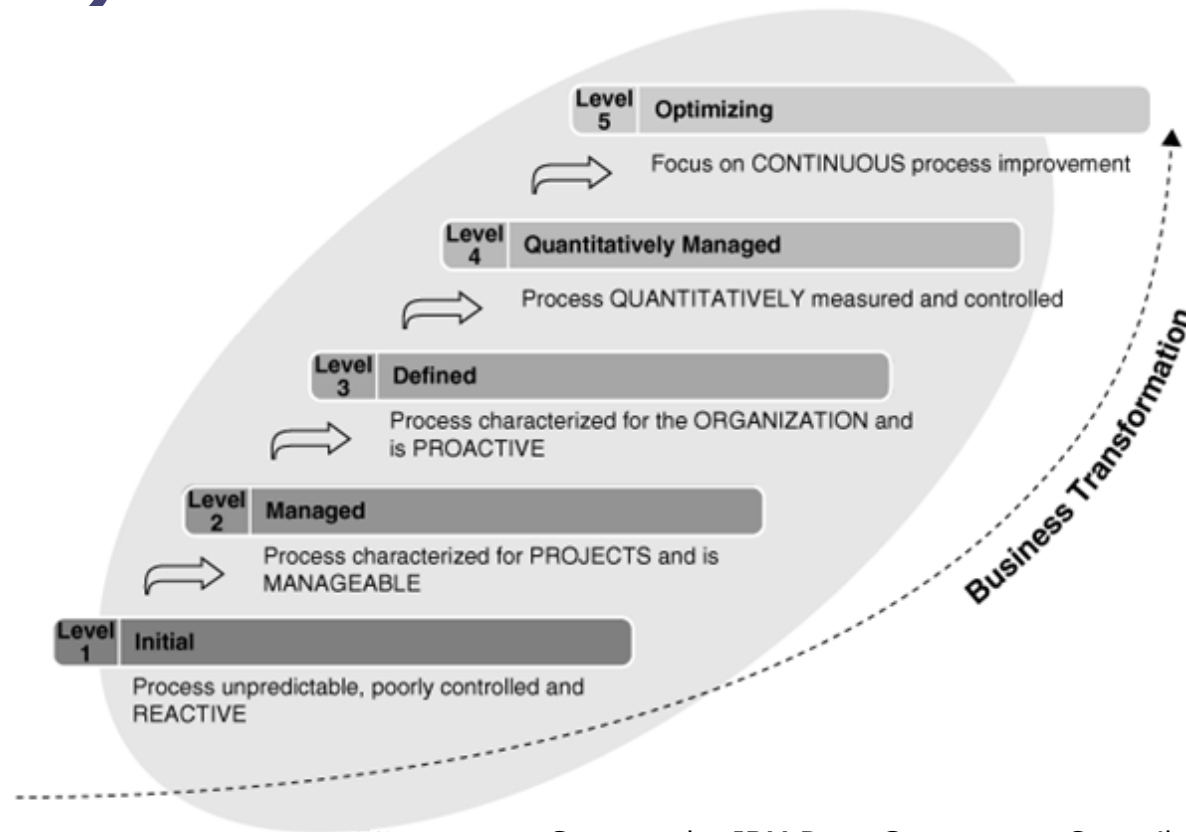 Level
5
Optimizing
Focus on CONTINUOUS process improvement
Level
4
Quantitatively Managed
Process QUANTITATIVELY measured and controlled
Level
3
Defined
Process characterized for the ORGANIZATION and
is PROACTIVE
Level
2
Managed
Process characterized for PROJECTS and is
MANAGEABLE
Level
1
Initial
Process unpredictable, poorly controlled and
REACTIVE
Business Transformation